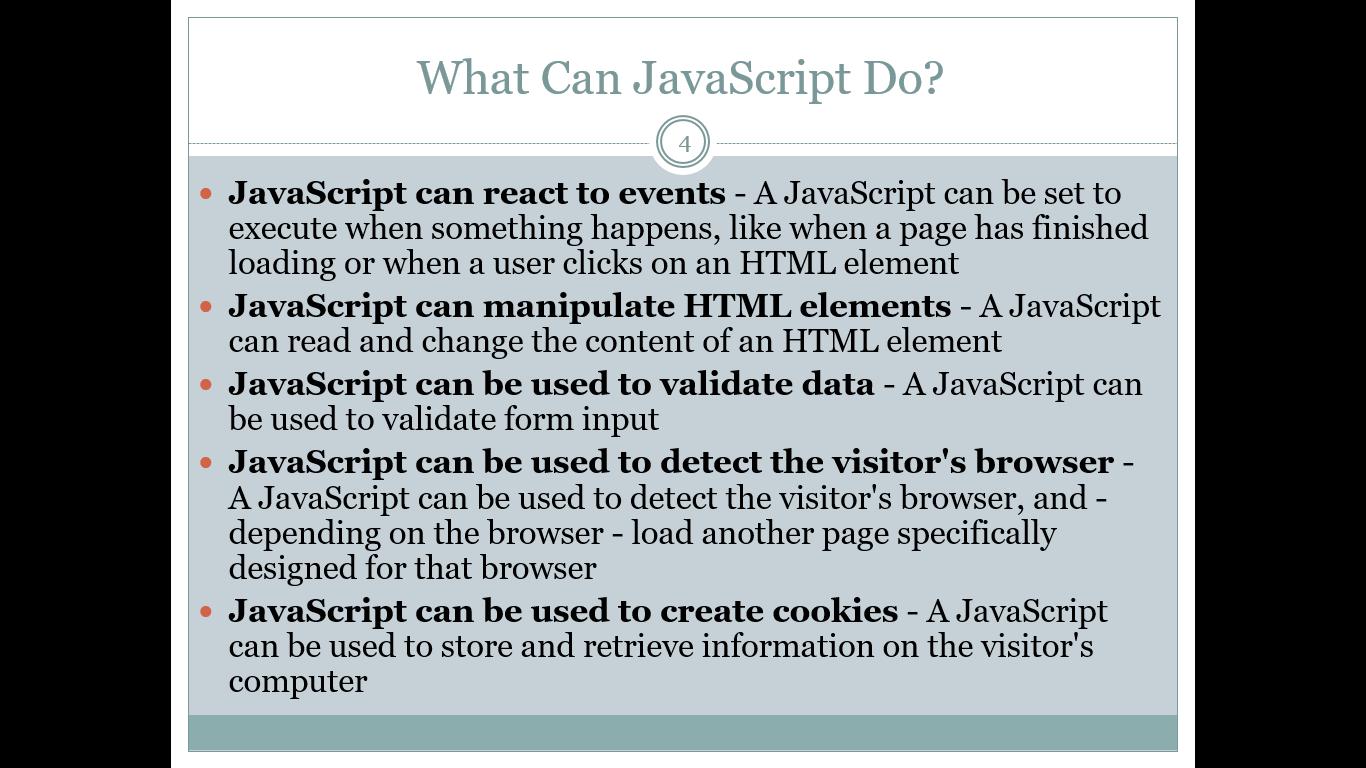 What Can JavaScript Do?
4
• JavaScript can react to events - A JavaScript can be set to
execute when something happens, like when a page has finished
loading or when a user clicks on an HTML element
• JavaScript can manipulate HTML elements - A JavaScript
can read and change the content of an HTML element
• JavaScript can be used to validate data - A JavaScript can
be used to validate form input
• JavaScript can be used to detect the visitor's browser -
A JavaScript can be used to detect the visitor's browser, and -
depending on the browser - load another page specifically
designed for that browser
• JavaScript can be used to create cookies - A JavaScript
can be used to store and retrieve information on the visitor's
computer